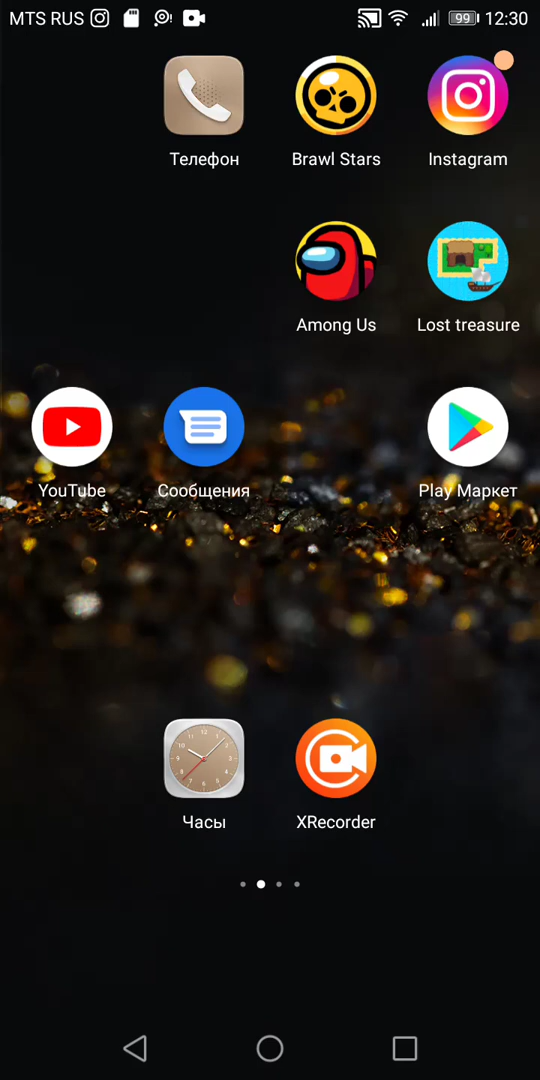 MTS RUS 99 12:30
Телефон Brawl Stars Instagram
Among Us Lost treasure
YouTube Сообщения Play Маркет
Часы XRecorder